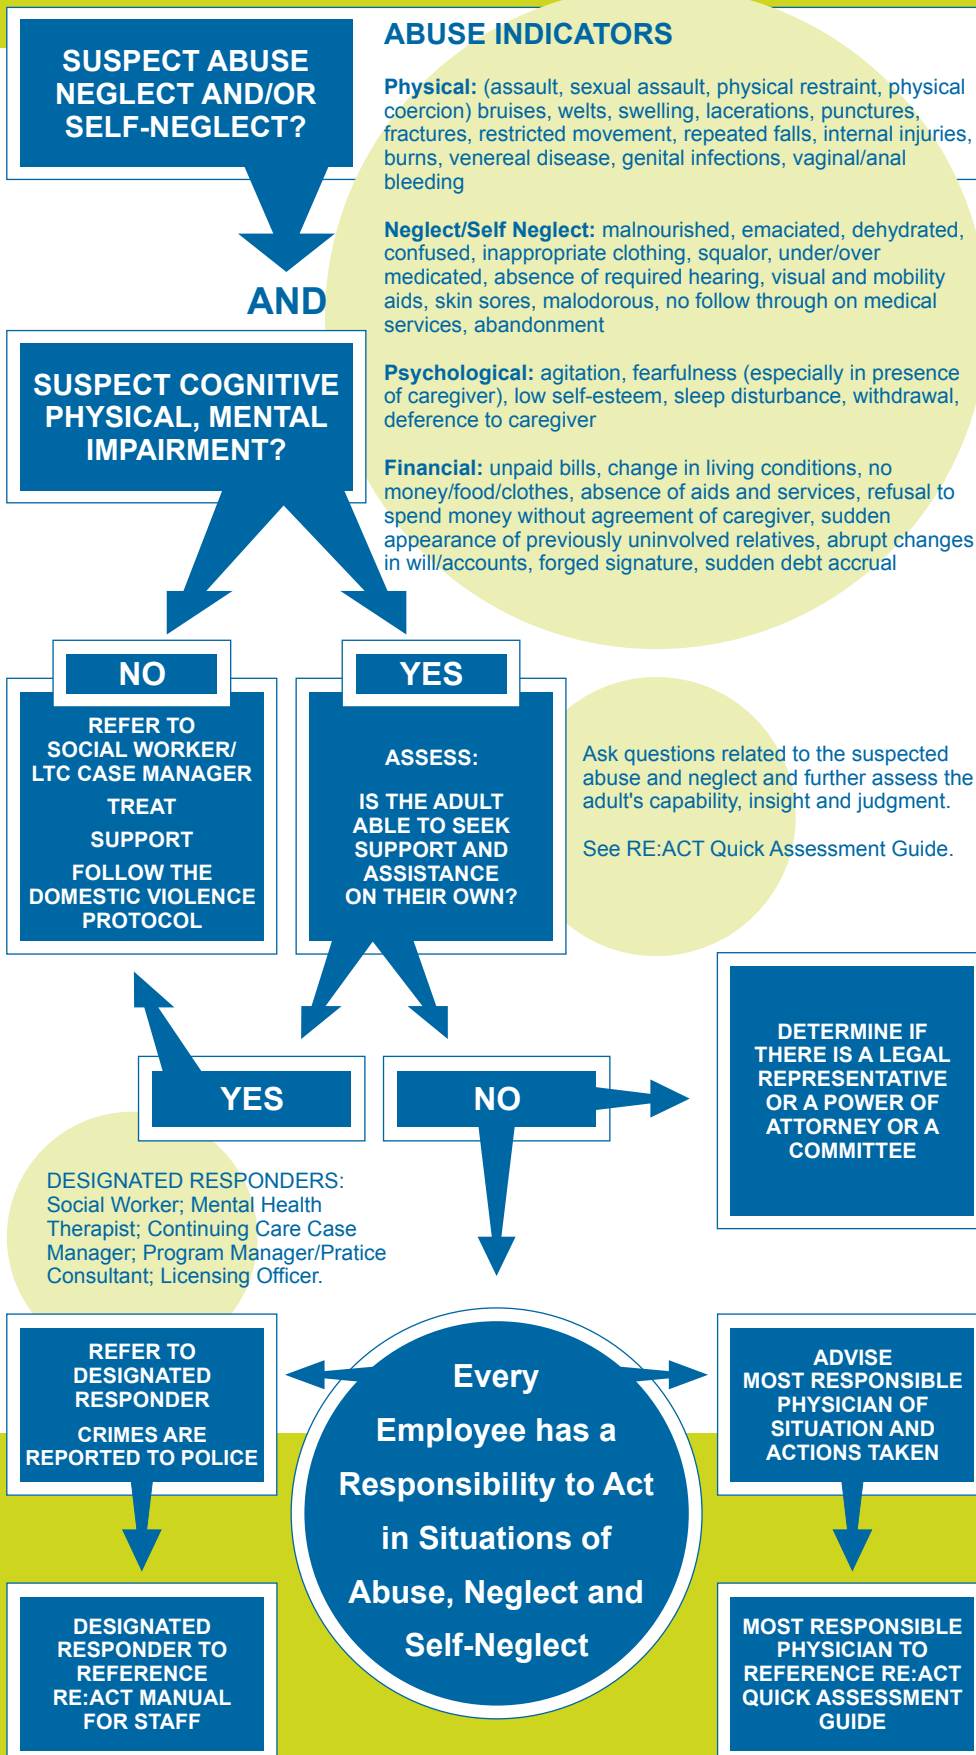 SUSPECT ABUSE
NEGLECT AND/OR
SELF-NEGLECT?
ABUSE INDICATORS
Physical: (assault, sexual assault, physical restraint, physical
coercion) bruises, welts, swelling, lacerations, punctures,
fractures, restricted movement, repeated falls, internal injuries,
burns, venereal disease, genital infections, vaginal/anal
bleeding
Neglect/Self Neglect: malnourished, emaciated, dehydrated,
confused, inappropriate clothing, squalor, under/over
medicated, absence of required hearing, visual and mobility
aids, skin sores, malodorous, no follow through on medical
services, abandonment
Psychological: agitation, fearfulness (especially in presence
of caregiver), low self-esteem, sleep disturbance, withdrawal,
deference to caregiver
Financial: unpaid bills, change in living conditions, no
money/food/clothes, absence of aids and services, refusal to
spend money without agreement of caregiver, sudden
appearance of previously uninvolved relatives, abrupt changes
in will/accounts, forged signature, sudden debt accrual
AND
SUSPECT COGNITIVE
PHYSICAL, MENTAL
IMPAIRMENT?
NO
REFER TO
SOCIAL WORKER/
LTC CASE MANAGER
TREAT
SUPPORT
FOLLOW THE
DOMESTIC VIOLENCE
PROTOCOL
YES
ASSESS:
IS THE ADULT
ABLE TO SEEK
SUPPORT AND
ASSISTANCE
ON THEIR OWN?
Ask questions related to the suspected
abuse and neglect and further assess the
adult's capability, insight and judgment.
See RE:ACT Quick Assessment Guide.
YES
NO
DETERMINE IF
THERE IS A LEGAL
REPRESENTATIVE
OR A POWER OF
ATTORNEY OR A
COMMITTEE
DESIGNATED RESPONDERS:
Social Worker; Mental Health
Therapist; Continuing Care Case
Manager; Program Manager/Pratice
Consultant; Licensing Officer.
REFER TO
DESIGNATED
RESPONDER
CRIMES ARE
REPORTED TO POLICE
Every
Employee has a
Responsibility to Act
in Situations of
Abuse, Neglect and
Self-Neglect
ADVISE
MOST RESPONSIBLE
PHYSICIAN OF
SITUATION AND
ACTIONS TAKEN
DESIGNATED
RESPONDER TO
REFERENCE
RE:ACT MANUAL
FOR STAFF
MOST RESPONSIBLE
PHYSICIAN TO
REFERENCE RE:ACT
QUICK ASSESSMENT
GUIDE